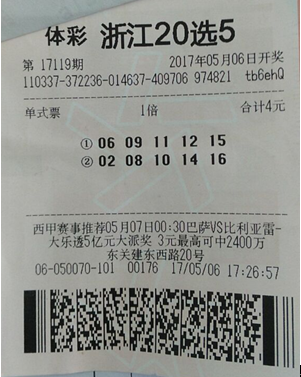 体彩 浙江20选5
第 17119期 2017年05月06日开奖
110337-372236-014637-409706 974821 tb6ehQ
单式票 1倍 合计4元
① 06 09 11 12 15
② 02 08 10 14 16
西甲赛事推荐05月07日00:30巴萨VS比利亚雷-
大乐透5亿元大派奖 3元最高可中2400万
东关建东西路20号
06-050070-101 00176 17/05/06 17:26:57